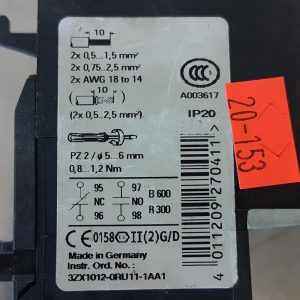 10
2x 0,5...1,5 mm²
2x 0,75...2,5 mm²
2x AWG 18 to 14
10
(2x 0,5...2,5 mm²)
PZ 2 / ø 5...6 mm
0,8...1,2 Nm
CCC
A003617
IP20
95 97
NC NO
96 98
B 600
R 300
CE 0158 Ex II (2) G/D
Made in Germany
Instr. Ord. No.:
3ZX1012-0RU11-1AA1
4 011209 270411 >
20-153